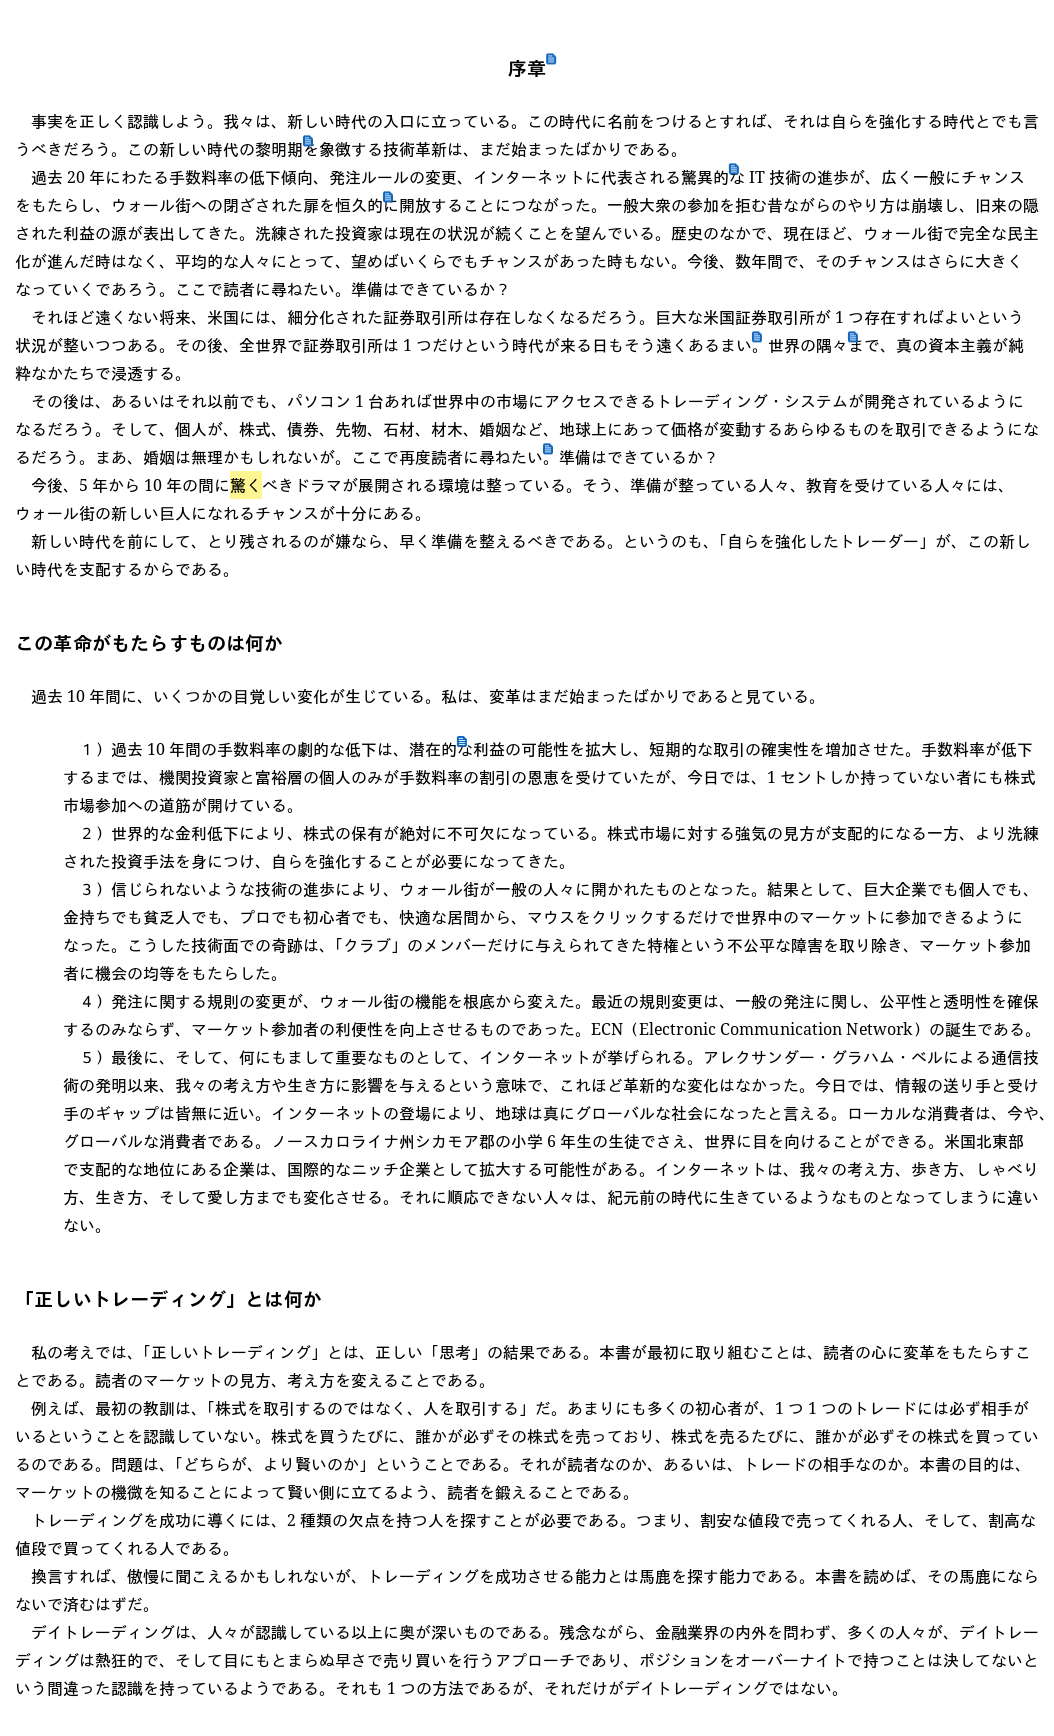 序章
事実を正しく認識しよう。我々は、新しい時代の入口に立っている。この時代に名前をつけるとすれば、それは自らを強化する時代とでも言
うべきだろう。この新しい時代の黎明期を象徴する技術革新は、まだ始まったばかりである。
過去 20 年にわたる手数料率の低下傾向、発注ルールの変更、インターネットに代表される驚異的な IT 技術の進歩が、広く一般にチャンス
をもたらし、ウォール街への閉ざされた扉を恒久的に開放することにつながった。一般大衆の参加を拒む昔ながらのやり方は崩壊し、旧来の隠
された利益の源が表出してきた。洗練された投資家は現在の状況が続くことを望んでいる。歴史のなかで、現在ほど、ウォール街で完全な民主
化が進んだ時はなく、平均的な人々にとって、望めばいくらでもチャンスがあった時もない。今後、数年間で、そのチャンスはさらに大きく
なっていくであろう。ここで読者に尋ねたい。準備はできているか？
それほど遠くない将来、米国には、細分化された証券取引所は存在しなくなるだろう。巨大な米国証券取引所が 1 つ存在すればよいという
状況が整いつつある。その後、全世界で証券取引所は 1 つだけという時代が来る日もそう遠くあるまい。世界の隅々まで、真の資本主義が純
粋なかたちで浸透する。
その後は、あるいはそれ以前でも、パソコン 1 台あれば世界中の市場にアクセスできるトレーディング・システムが開発されているように
なるだろう。そして、個人が、株式、債券、先物、石材、材木、婚姻など、地球上にあって価格が変動するあらゆるものを取引できるようにな
るだろう。まあ、婚姻は無理かもしれないが。ここで再度読者に尋ねたい。準備はできているか？
今後、5 年から 10 年の間に驚くべきドラマが展開される環境は整っている。そう、準備が整っている人々、教育を受けている人々には、
ウォール街の新しい巨人になれるチャンスが十分にある。
新しい時代を前にして、とり残されるのが嫌なら、早く準備を整えるべきである。というのも、「自らを強化したトレーダー」が、この新し
い時代を支配するからである。
この革命がもたらすものは何か
過去 10 年間に、いくつかの目覚しい変化が生じている。私は、変革はまだ始まったばかりであると見ている。
１）過去 10 年間の手数料率の劇的な低下は、潜在的な利益の可能性を拡大し、短期的な取引の確実性を増加させた。手数料率が低下
するまでは、機関投資家と富裕層の個人のみが手数料率の割引の恩恵を受けていたが、今日では、1 セントしか持っていない者にも株式
市場参加への道筋が開けている。
２）世界的な金利低下により、株式の保有が絶対に不可欠になっている。株式市場に対する強気の見方が支配的になる一方、より洗練
された投資手法を身につけ、自らを強化することが必要になってきた。
３）信じられないような技術の進歩により、ウォール街が一般の人々に開かれたものとなった。結果として、巨大企業でも個人でも、
金持ちでも貧乏人でも、プロでも初心者でも、快適な居間から、マウスをクリックするだけで世界中のマーケットに参加できるように
なった。こうした技術面での奇跡は、「クラブ」のメンバーだけに与えられてきた特権という不公平な障害を取り除き、マーケット参加
者に機会の均等をもたらした。
４）発注に関する規則の変更が、ウォール街の機能を根底から変えた。最近の規則変更は、一般の発注に関し、公平性と透明性を確保
するのみならず、マーケット参加者の利便性を向上させるものであった。ECN（Electronic Communication Network）の誕生である。
５）最後に、そして、何にもまして重要なものとして、インターネットが挙げられる。アレクサンダー・グラハム・ベルによる通信技
術の発明以来、我々の考え方や生き方に影響を与えるという意味で、これほど革新的な変化はなかった。今日では、情報の送り手と受け
手のギャップは皆無に近い。インターネットの登場により、地球は真にグローバルな社会になったと言える。ローカルな消費者は、今や、
グローバルな消費者である。ノースカロライナ州シカモア郡の小学 6 年生の生徒でさえ、世界に目を向けることができる。米国北東部
で支配的な地位にある企業は、国際的なニッチ企業として拡大する可能性がある。インターネットは、我々の考え方、歩き方、しゃべり
方、生き方、そして愛し方までも変化させる。それに順応できない人々は、紀元前の時代に生きているようなものとなってしまうに違い
ない。
「正しいトレーディング」とは何か
私の考えでは、「正しいトレーディング」とは、正しい「思考」の結果である。本書が最初に取り組むことは、読者の心に変革をもたらすこ
とである。読者のマーケットの見方、考え方を変えることである。
例えば、最初の教訓は、「株式を取引するのではなく、人を取引する」だ。あまりにも多くの初心者が、1 つ 1 つのトレードには必ず相手が
いるということを認識していない。株式を買うたびに、誰かが必ずその株式を売っており、株式を売るたびに、誰かが必ずその株式を買ってい
るのである。問題は、「どちらが、より賢いのか」ということである。それが読者なのか、あるいは、トレードの相手なのか。本書の目的は、
マーケットの機微を知ることによって賢い側に立てるよう、読者を鍛えることである。
トレーディングを成功に導くには、2 種類の欠点を持つ人を探すことが必要である。つまり、割安な値段で売ってくれる人、そして、割高な
値段で買ってくれる人である。
換言すれば、傲慢に聞こえるかもしれないが、トレーディングを成功させる能力とは馬鹿を探す能力である。本書を読めば、その馬鹿になら
ないで済むはずだ。
デイトレーディングは、人々が認識している以上に奥が深いものである。残念ながら、金融業界の内外を問わず、多くの人々が、デイトレー
ディングは熱狂的で、そして目にもとまらぬ早さで売り買いを行うアプローチであり、ポジションをオーバーナイトで持つことは決してないと
いう間違った認識を持っているようである。それも 1 つの方法であるが、それだけがデイトレーディングではない。